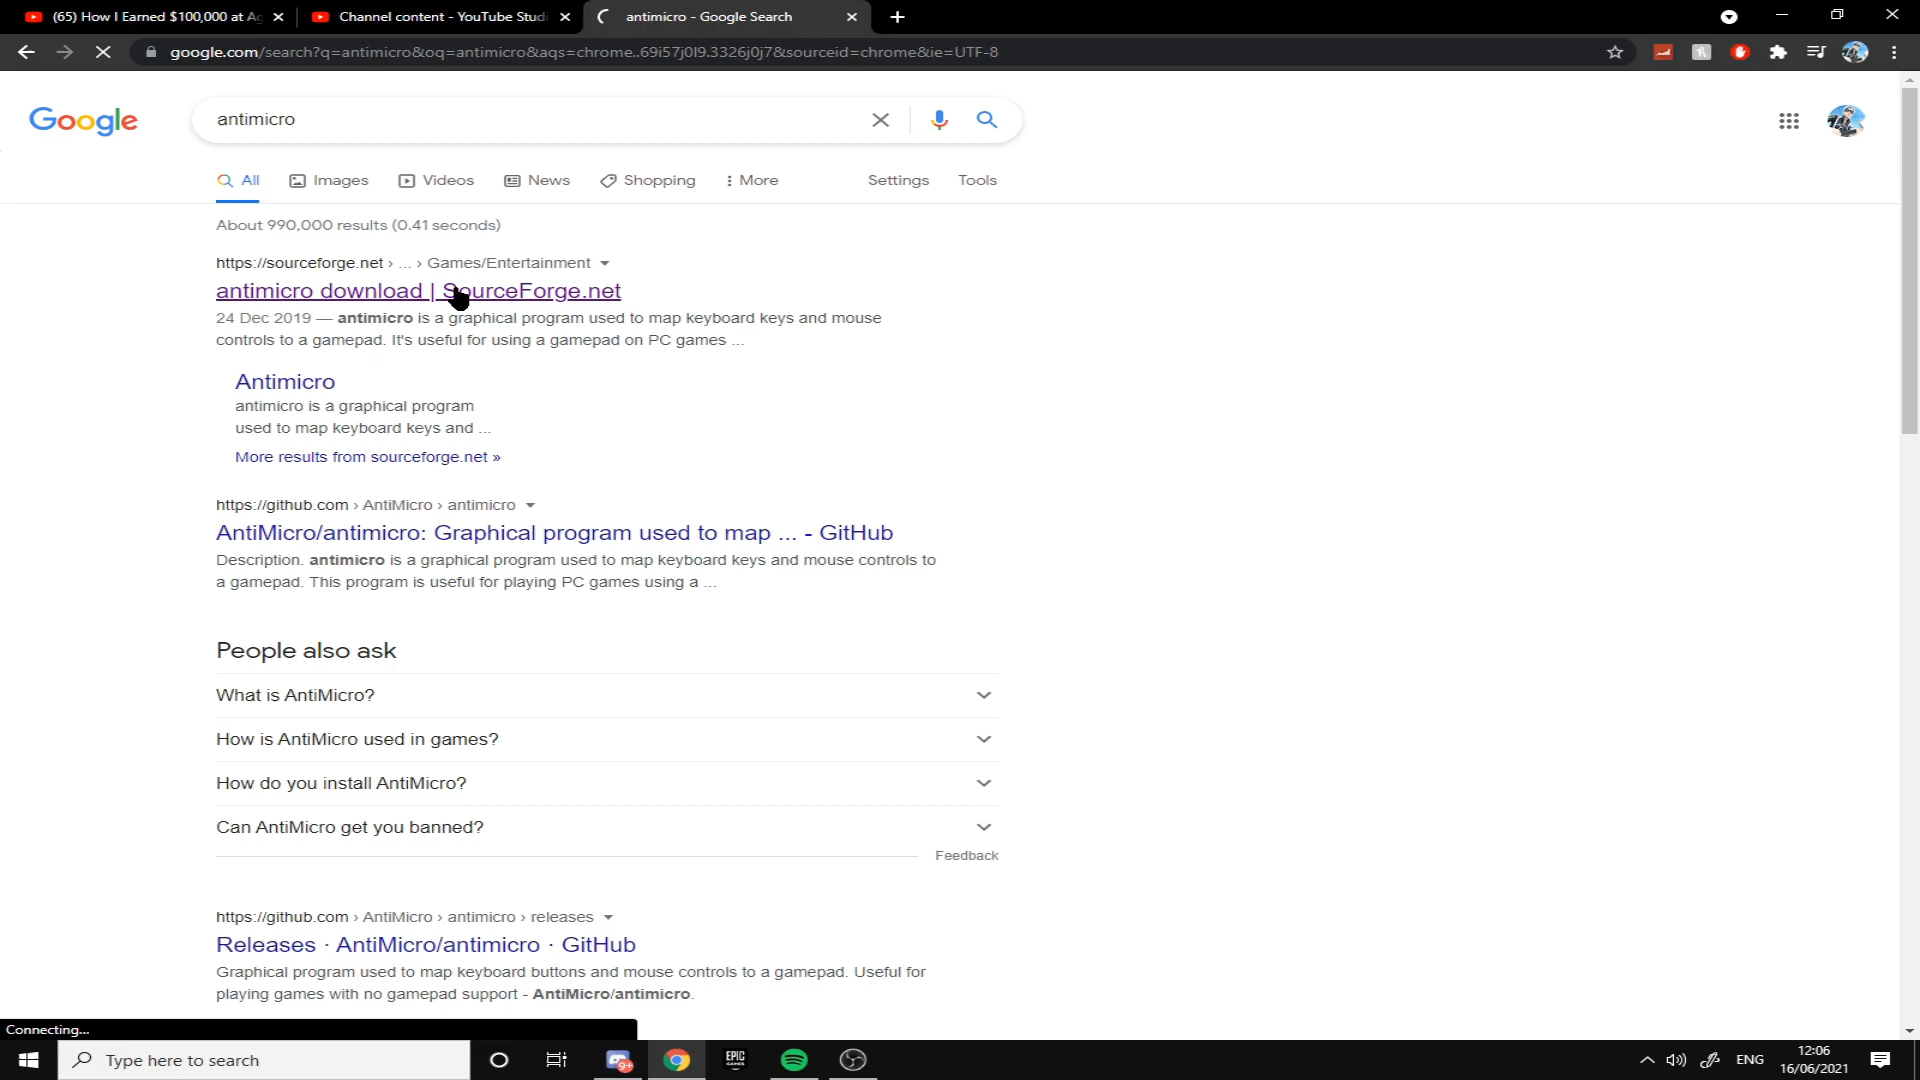 (65) How I Earned $100,000 at Ag
Channel content - YouTube Studi
antimicro - Google Search
google.com/search?q=antimicro&oq=antimicro&aqs=chrome..69i57j0l9.3326j0j7&sourceid=chrome&ie=UTF-8
Google
antimicro
All
Images
Videos
News
Shopping
More
Settings
Tools
About 990,000 results (0.41 seconds)
https://sourceforge.net › ... › Games/Entertainment
antimicro download | SourceForge.net
24 Dec 2019 — antimicro is a graphical program used to map keyboard keys and mouse
controls to a gamepad. It's useful for using a gamepad on PC games ...
Antimicro
antimicro is a graphical program
used to map keyboard keys and ...
More results from sourceforge.net »
https://github.com › AntiMicro › antimicro
AntiMicro/antimicro: Graphical program used to map ... - GitHub
Description. antimicro is a graphical program used to map keyboard keys and mouse controls to
a gamepad. This program is useful for playing PC games using a ...
People also ask
What is AntiMicro?
How is AntiMicro used in games?
How do you install AntiMicro?
Can AntiMicro get you banned?
Feedback
https://github.com › AntiMicro › antimicro › releases
Releases · AntiMicro/antimicro · GitHub
Graphical program used to map keyboard buttons and mouse controls to a gamepad. Useful for
playing games with no gamepad support - AntiMicro/antimicro.
Connecting...
Type here to search
9+
EPIC
GAMES
ENG
12:06
16/06/2021